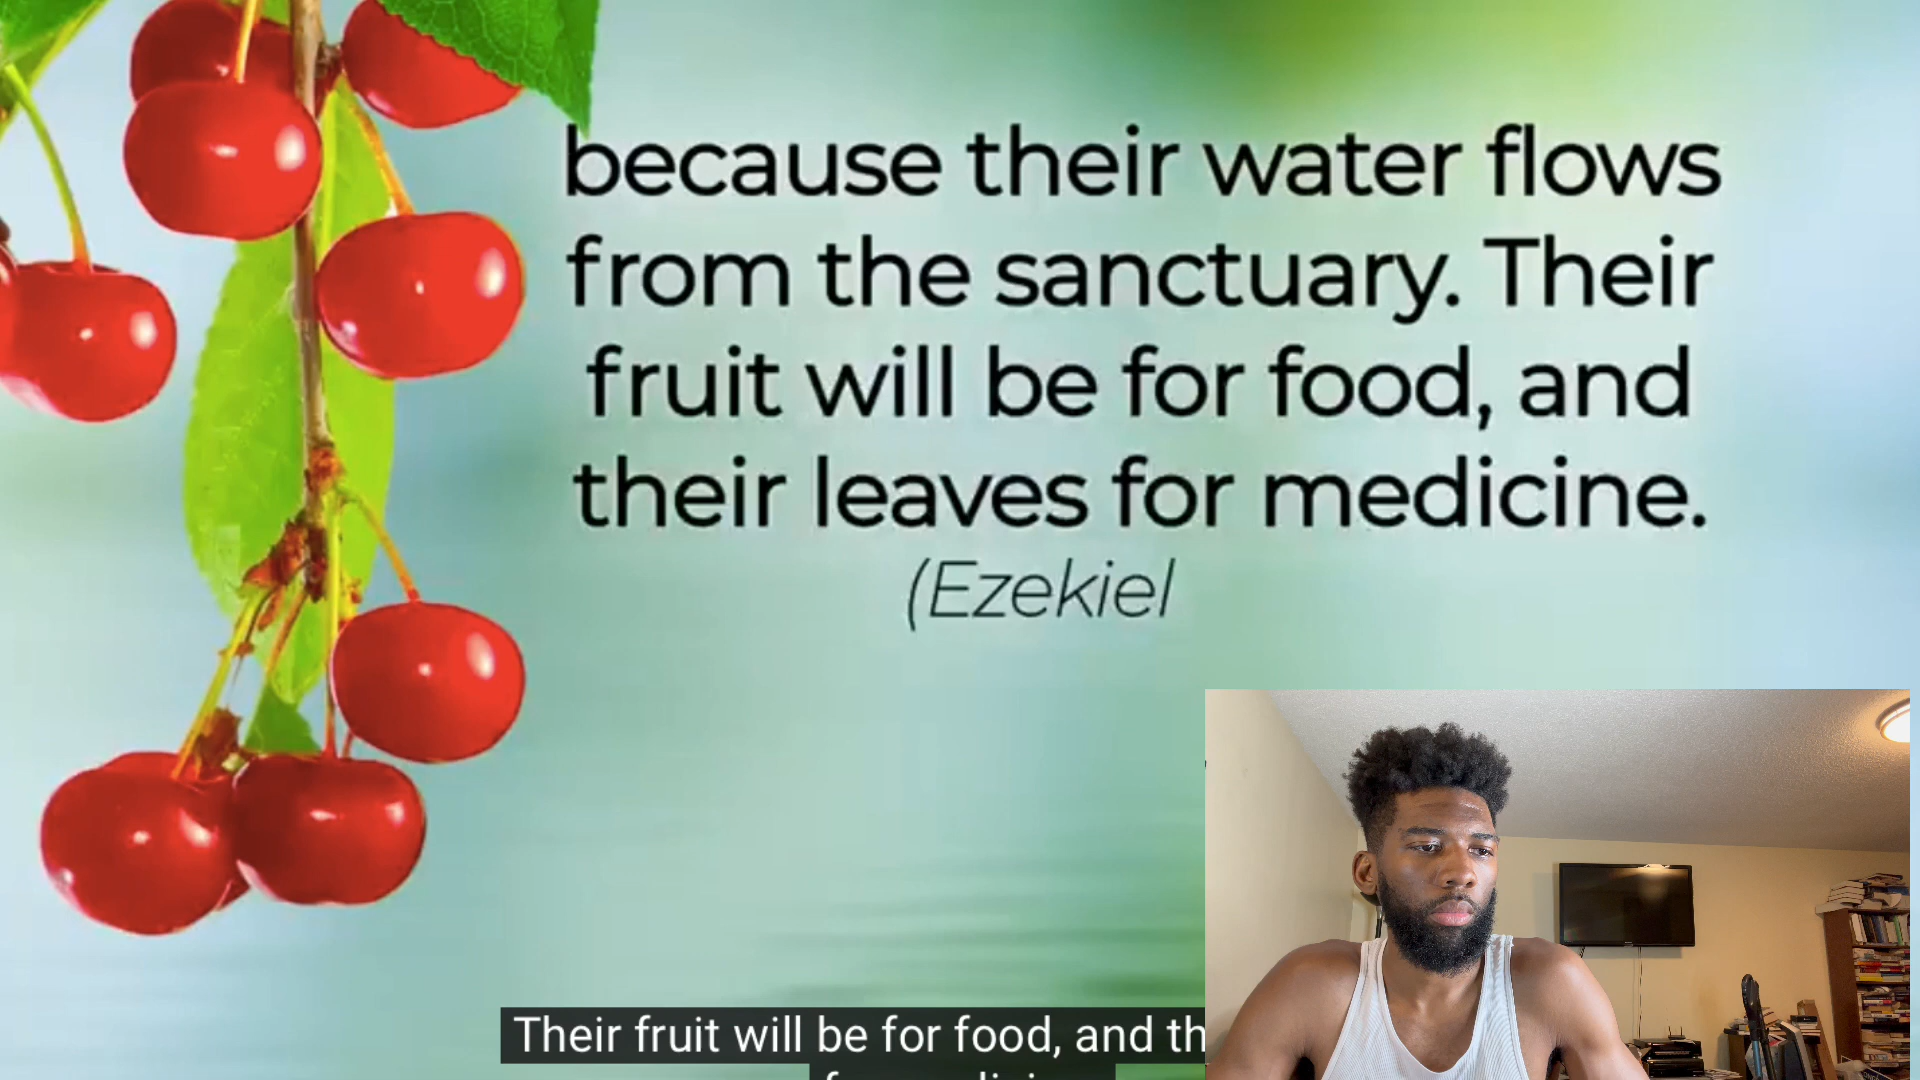 because their water flows
from the sanctuary. Their
fruit will be for food, and
their leaves for medicine.
(Ezekiel
Their fruit will be for food, and th